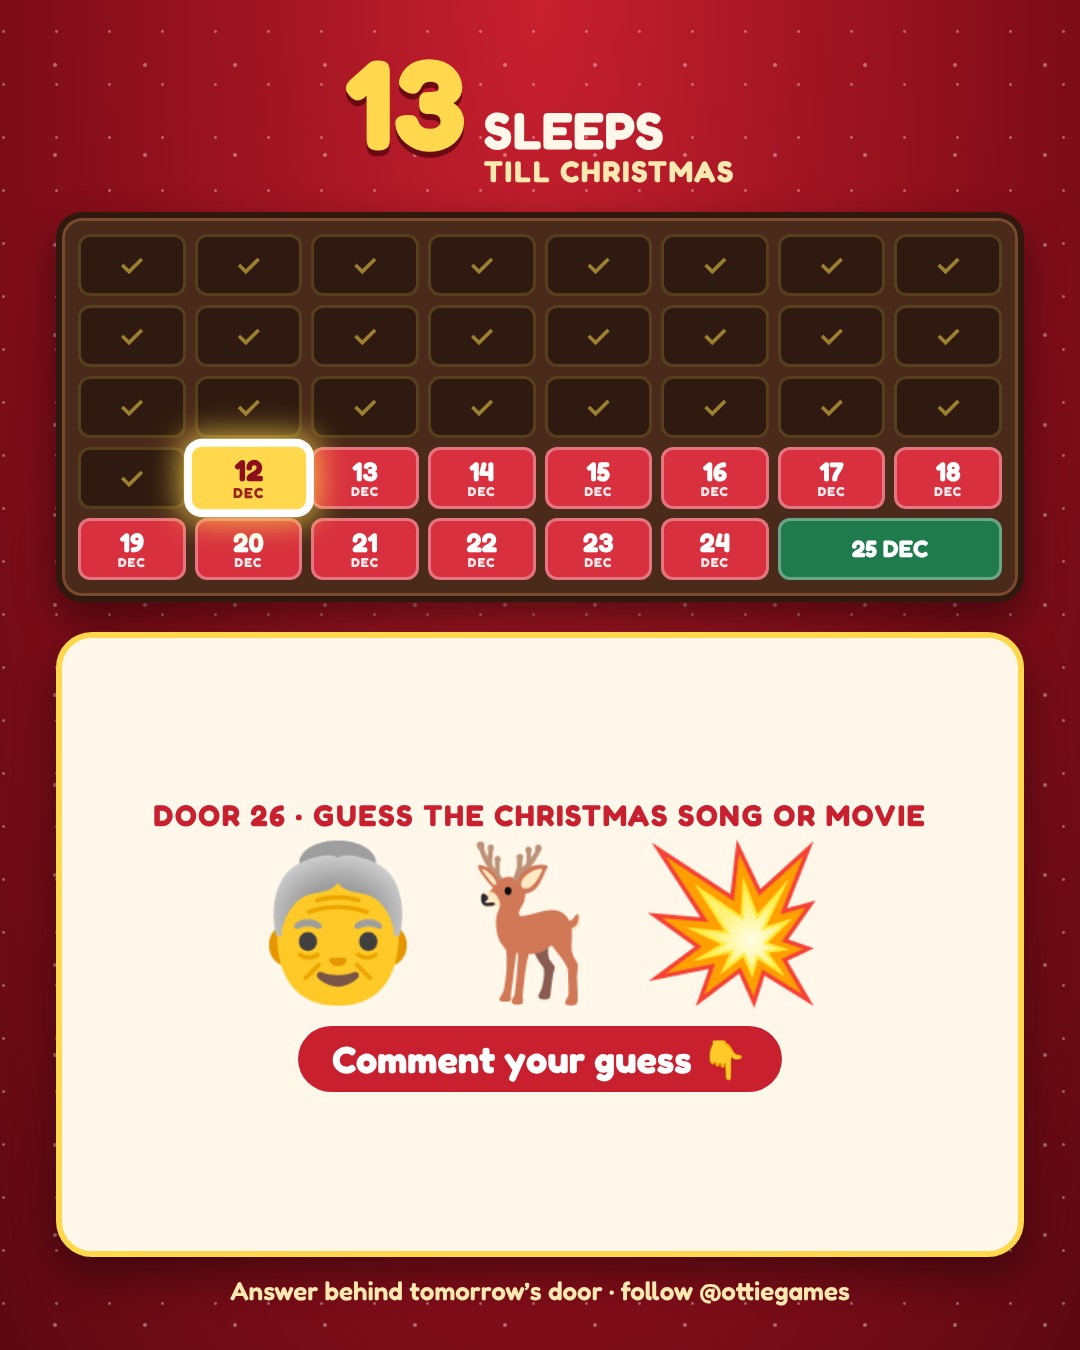 13 SLEEPS
TILL CHRISTMAS
12 13 14 15 16 17 18
DEC DEC DEC DEC DEC DEC DEC
19 20 21 22 23 24 25 DEC
DEC DEC DEC DEC DEC DEC
DOOR 26 · GUESS THE CHRISTMAS SONG OR MOVIE
Comment your guess 👇
Answer behind tomorrow’s door · follow @ottiegames